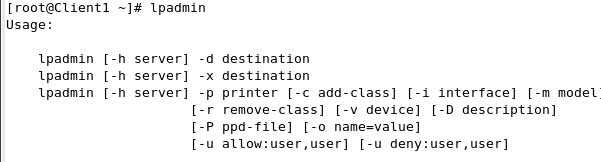 [root@Client1 ~]# lpadmin
Usage:
    lpadmin [-h server] -d destination
    lpadmin [-h server] -x destination
    lpadmin [-h server] -p printer [-c add-class] [-i interface] [-m model]
                       [-r remove-class] [-v device] [-D description]
                       [-P ppd-file] [-o name=value]
                       [-u allow:user,user] [-u deny:user,user]